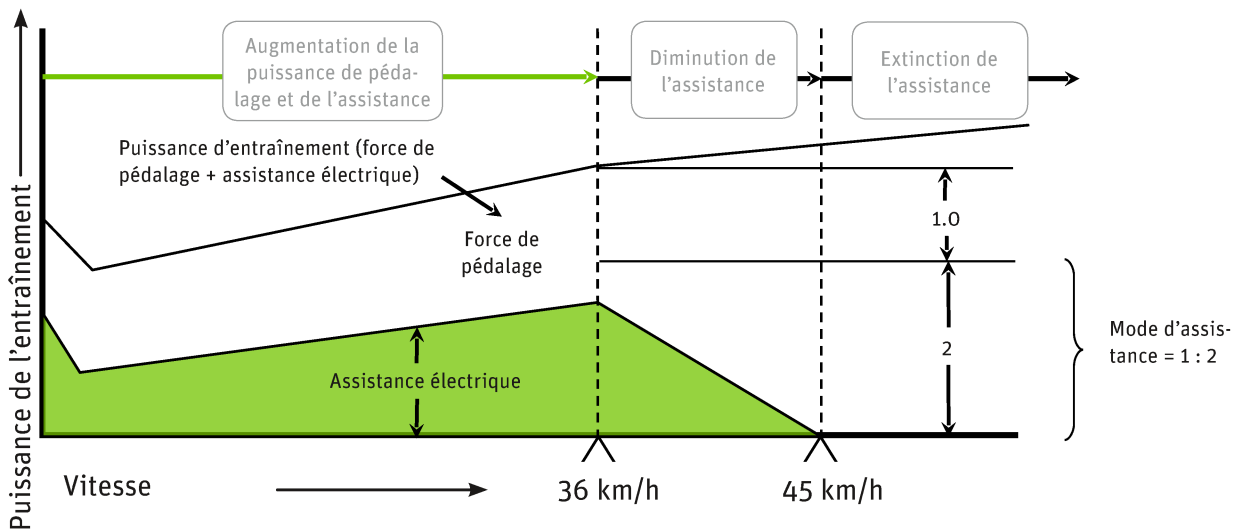 Augmentation de la
puissance de péda-
lage et de l'assistance
Diminution de
l'assistance
Extinction de
l'assistance
Puissance d'entraînement (force de
pédalage + assistance électrique)
Force de
pédalage
1.0
2
Mode d'assis-
tance = 1 : 2
Assistance électrique
Puissance de l'entraînement
Vitesse
36 km/h
45 km/h